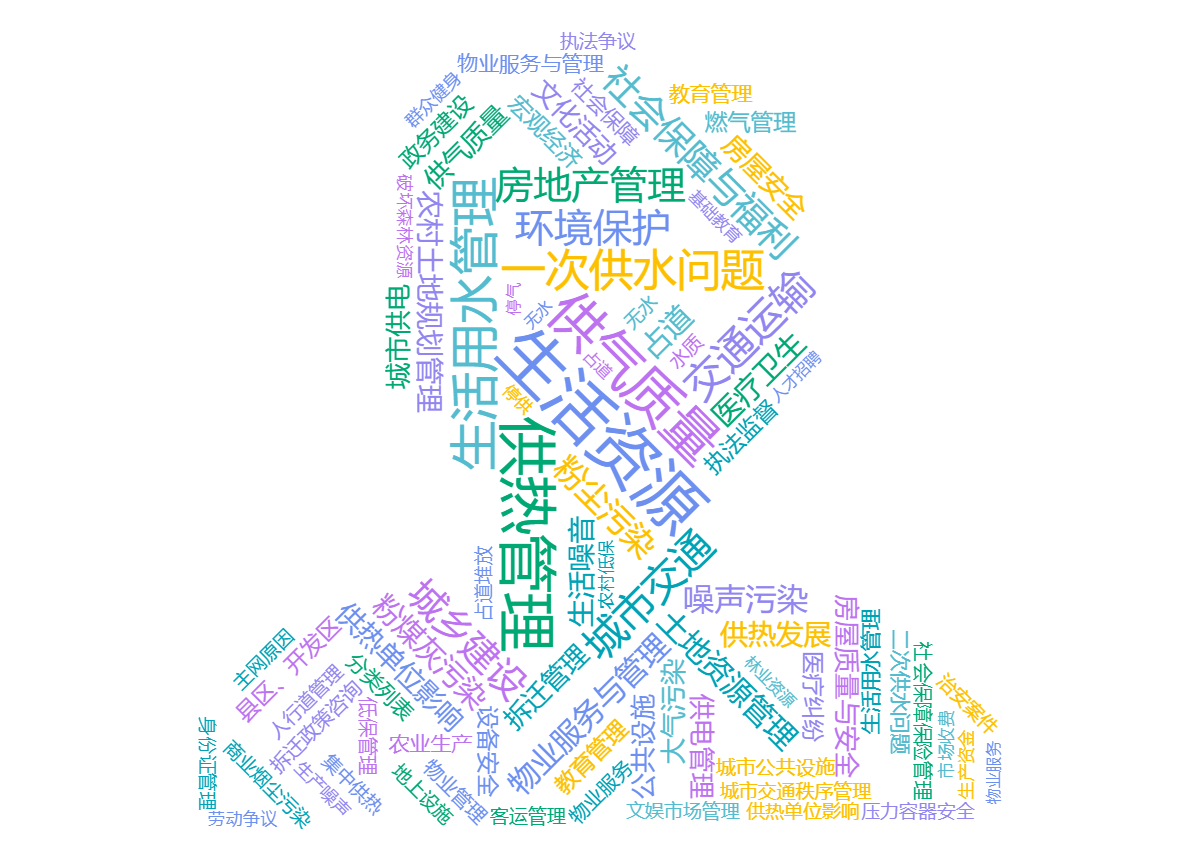 执法争议
物业服务与管理
群众健身
政务建设
供气质量
宏观经济
文化活动
社会保障
社会保障与福利
教育管理
燃气管理
房屋安全
基础教育
房地产管理
环境保护
一次供水问题
破坏森林资源
农村土地规划管理
生活用水管理
城市供电
停气
无水
供气质量
无水
占道
水质
占道
交通运输
医疗卫生
人才招聘
执法监督
停供
生活资源
供热管理
粉尘污染
生活噪音
农村低保
占道堆放
城市交通
噪声污染
供热发展
土地资源管理
林业资源
医疗纠纷
房屋质量与安全
生活用水管理
二次供水问题
社会保障保险管理
治安案件
市场收费
生产资金
物业服务
城乡建设
粉煤灰污染
供热单位影响
县区、开发区
主网原因
分类列表
人行道管理
拆迁政策咨询
低保管理
农业生产
设备安全
拆迁管理
物业服务与管理
大气污染
公共设施
供电管理
教育管理
身份证管理
商业烟尘污染
生产噪声
集中供热
地上设施
物业管理
物业服务
客运管理
劳动争议
城市公共设施
城市交通秩序管理
文娱市场管理
供热单位影响
压力容器安全